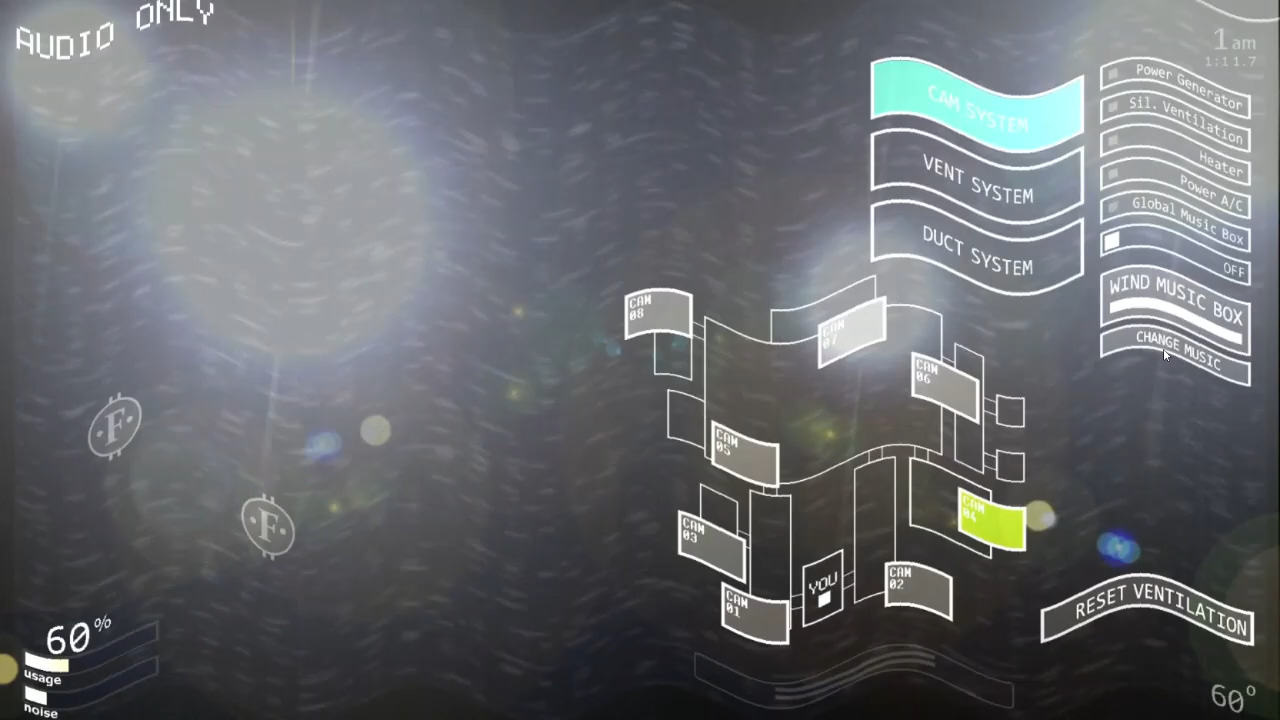 AUDIO ONLY
1am
1:11.7
Power Generator
Sil. Ventilation
Heater
Power A/C
Global Music Box
OFF
WIND MUSIC BOX
CHANGE MUSIC
CAM SYSTEM
VENT SYSTEM
DUCT SYSTEM
CAM
08
CAM
07
CAM
06
CAM
05
CAM
04
CAM
03
CAM
02
CAM
01
YOU
F
F
RESET VENTILATION
60%
usage
noise
60°